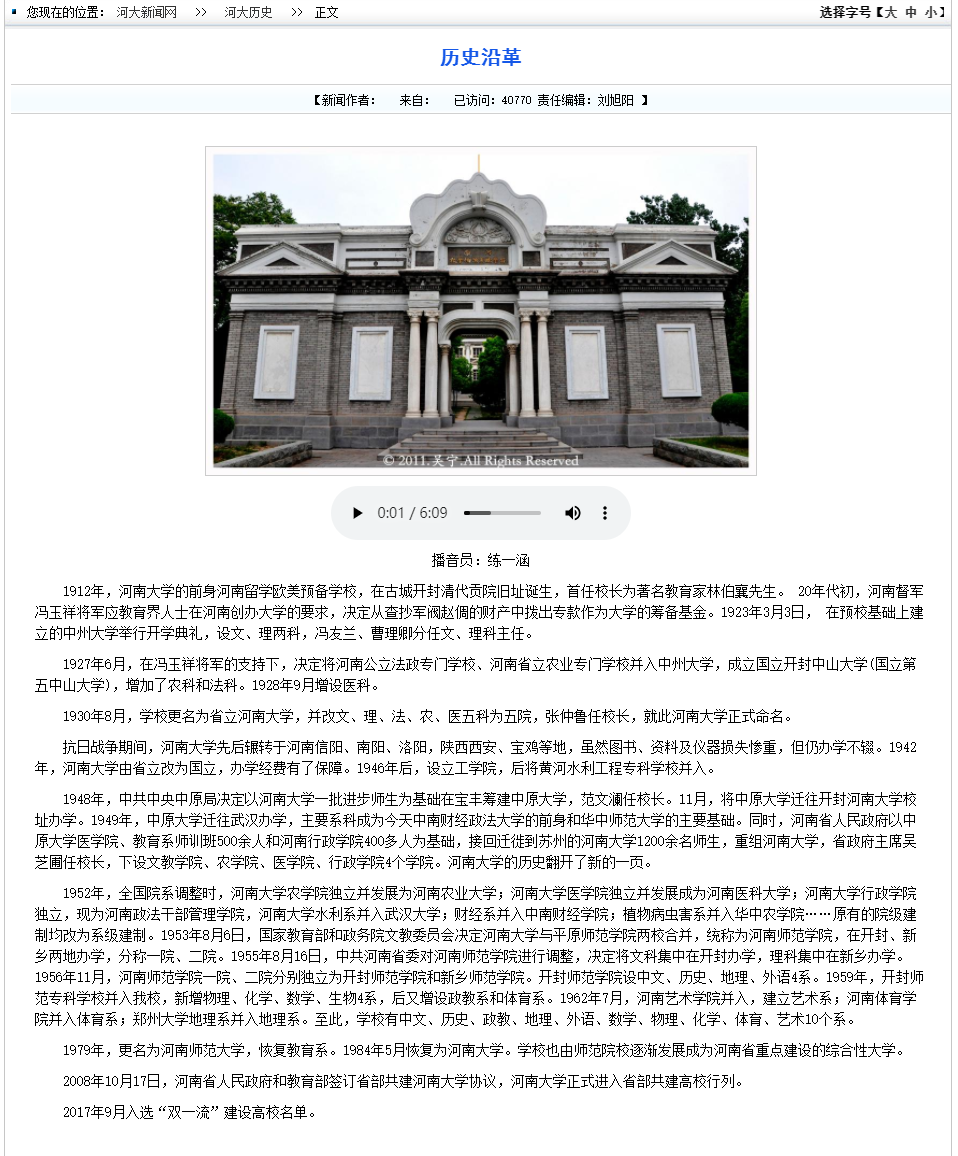 您现在的位置： 河大新闻网 >> 河大历史 >> 正文 选择字号【大 中 小】
历史沿革
【新闻作者： 来自： 已访问：40770 责任编辑：刘旭阳 】
© 2011.吴宁.All Rights Reserved
0:01 / 6:09
播音员：练一涵
1912年，河南大学的前身河南留学欧美预备学校，在古城开封清代贡院旧址诞生，首任校长为著名教育家林伯襄先生。 20年代初，河南督军
冯玉祥将军应教育界人士在河南创办大学的要求，决定从查抄军阀赵倜的财产中拨出专款作为大学的筹备基金。1923年3月3日， 在预校基础上建
立的中州大学举行开学典礼，设文、理两科，冯友兰、曹理卿分任文、理科主任。
1927年6月，在冯玉祥将军的支持下，决定将河南公立法政专门学校、河南省立农业专门学校并入中州大学，成立国立开封中山大学(国立第
五中山大学)，增加了农科和法科。1928年9月增设医科。
1930年8月，学校更名为省立河南大学，并改文、理、法、农、医五科为五院，张仲鲁任校长，就此河南大学正式命名。
抗日战争期间，河南大学先后辗转于河南信阳、南阳、洛阳，陕西西安、宝鸡等地，虽然图书、资料及仪器损失惨重，但仍办学不辍。1942
年，河南大学由省立改为国立，办学经费有了保障。1946年后，设立工学院，后将黄河水利工程专科学校并入。
1948年，中共中央中原局决定以河南大学一批进步师生为基础在宝丰筹建中原大学，范文澜任校长。11月，将中原大学迁往开封河南大学校
址办学。1949年，中原大学迁往武汉办学，主要系科成为今天中南财经政法大学的前身和华中师范大学的主要基础。同时，河南省人民政府以中
原大学医学院、教育系师训班500余人和河南行政学院400多人为基础，接回迁徙到苏州的河南大学1200余名师生，重组河南大学，省政府主席吴
芝圃任校长，下设文教学院、农学院、医学院、行政学院4个学院。河南大学的历史翻开了新的一页。
1952年，全国院系调整时，河南大学农学院独立并发展为河南农业大学；河南大学医学院独立并发展成为河南医科大学；河南大学行政学院
独立，现为河南政法干部管理学院，河南大学水利系并入武汉大学；财经系并入中南财经学院；植物病虫害系并入华中农学院……原有的院级建
制均改为系级建制。1953年8月6日，国家教育部和政务院文教委员会决定河南大学与平原师范学院两校合并，统称为河南师范学院，在开封、新
乡两地办学，分称一院、二院。1955年8月16日，中共河南省委对河南师范学院进行调整，决定将文科集中在开封办学，理科集中在新乡办学。
1956年11月，河南师范学院一院、二院分别独立为开封师范学院和新乡师范学院。开封师范学院设中文、历史、地理、外语4系。1959年，开封师
范专科学校并入我校，新增物理、化学、数学、生物4系，后又增设政教系和体育系。1962年7月，河南艺术学院并入，建立艺术系；河南体育学
院并入体育系；郑州大学地理系并入地理系。至此，学校有中文、历史、政教、地理、外语、数学、物理、化学、体育、艺术10个系。
1979年，更名为河南师范大学，恢复教育系。1984年5月恢复为河南大学。学校也由师范院校逐渐发展成为河南省重点建设的综合性大学。
2008年10月17日，河南省人民政府和教育部签订省部共建河南大学协议，河南大学正式进入省部共建高校行列。
2017年9月入选“双一流”建设高校名单。